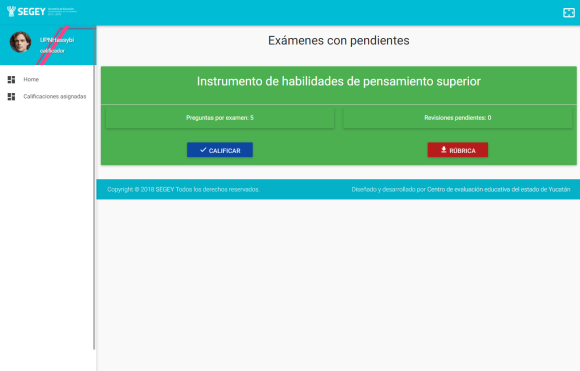 SEGEY
UPNrtassybi
calificador
Home
Calificaciones asignadas
Exámenes con pendientes
Instrumento de habilidades de pensamiento superior
Preguntas por examen: 5
Revisiones pendientes: 0
CALIFICAR
RÚBRICA
Copyright © 2018 SEGEY Todos los derechos reservados.
Diseñado y desarrollado por Centro de evaluación educativa del estado de Yucatán